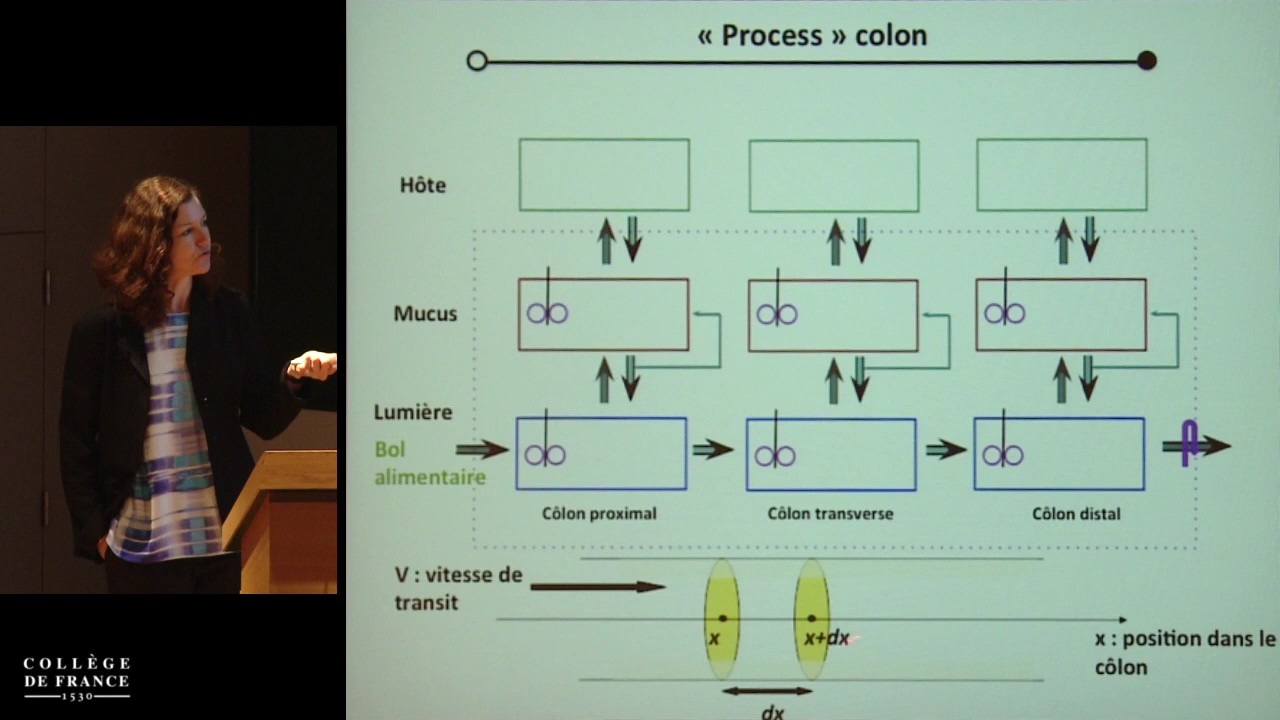 « Process » colon
Hôte
Mucus
Lumière
Bol
alimentaire
Côlon proximal
Côlon transverse
Côlon distal
V : vitesse de
transit
x
x+dx
x : position dans le
côlon
dx
COLLÈGE
DE FRANCE
1530